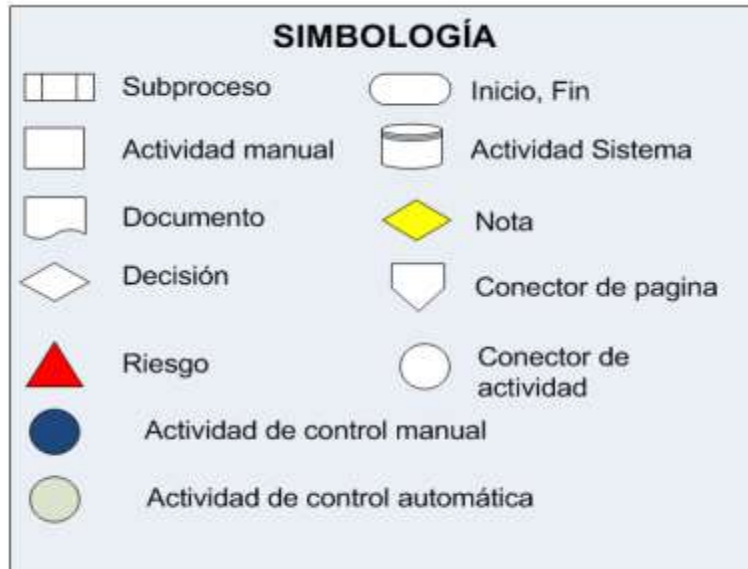 SIMBOLOGÍA
Subproceso
Inicio, Fin
Actividad manual
Actividad Sistema
Documento
Nota
Decisión
Conector de pagina
Riesgo
Conector de
actividad
Actividad de control manual
Actividad de control automática